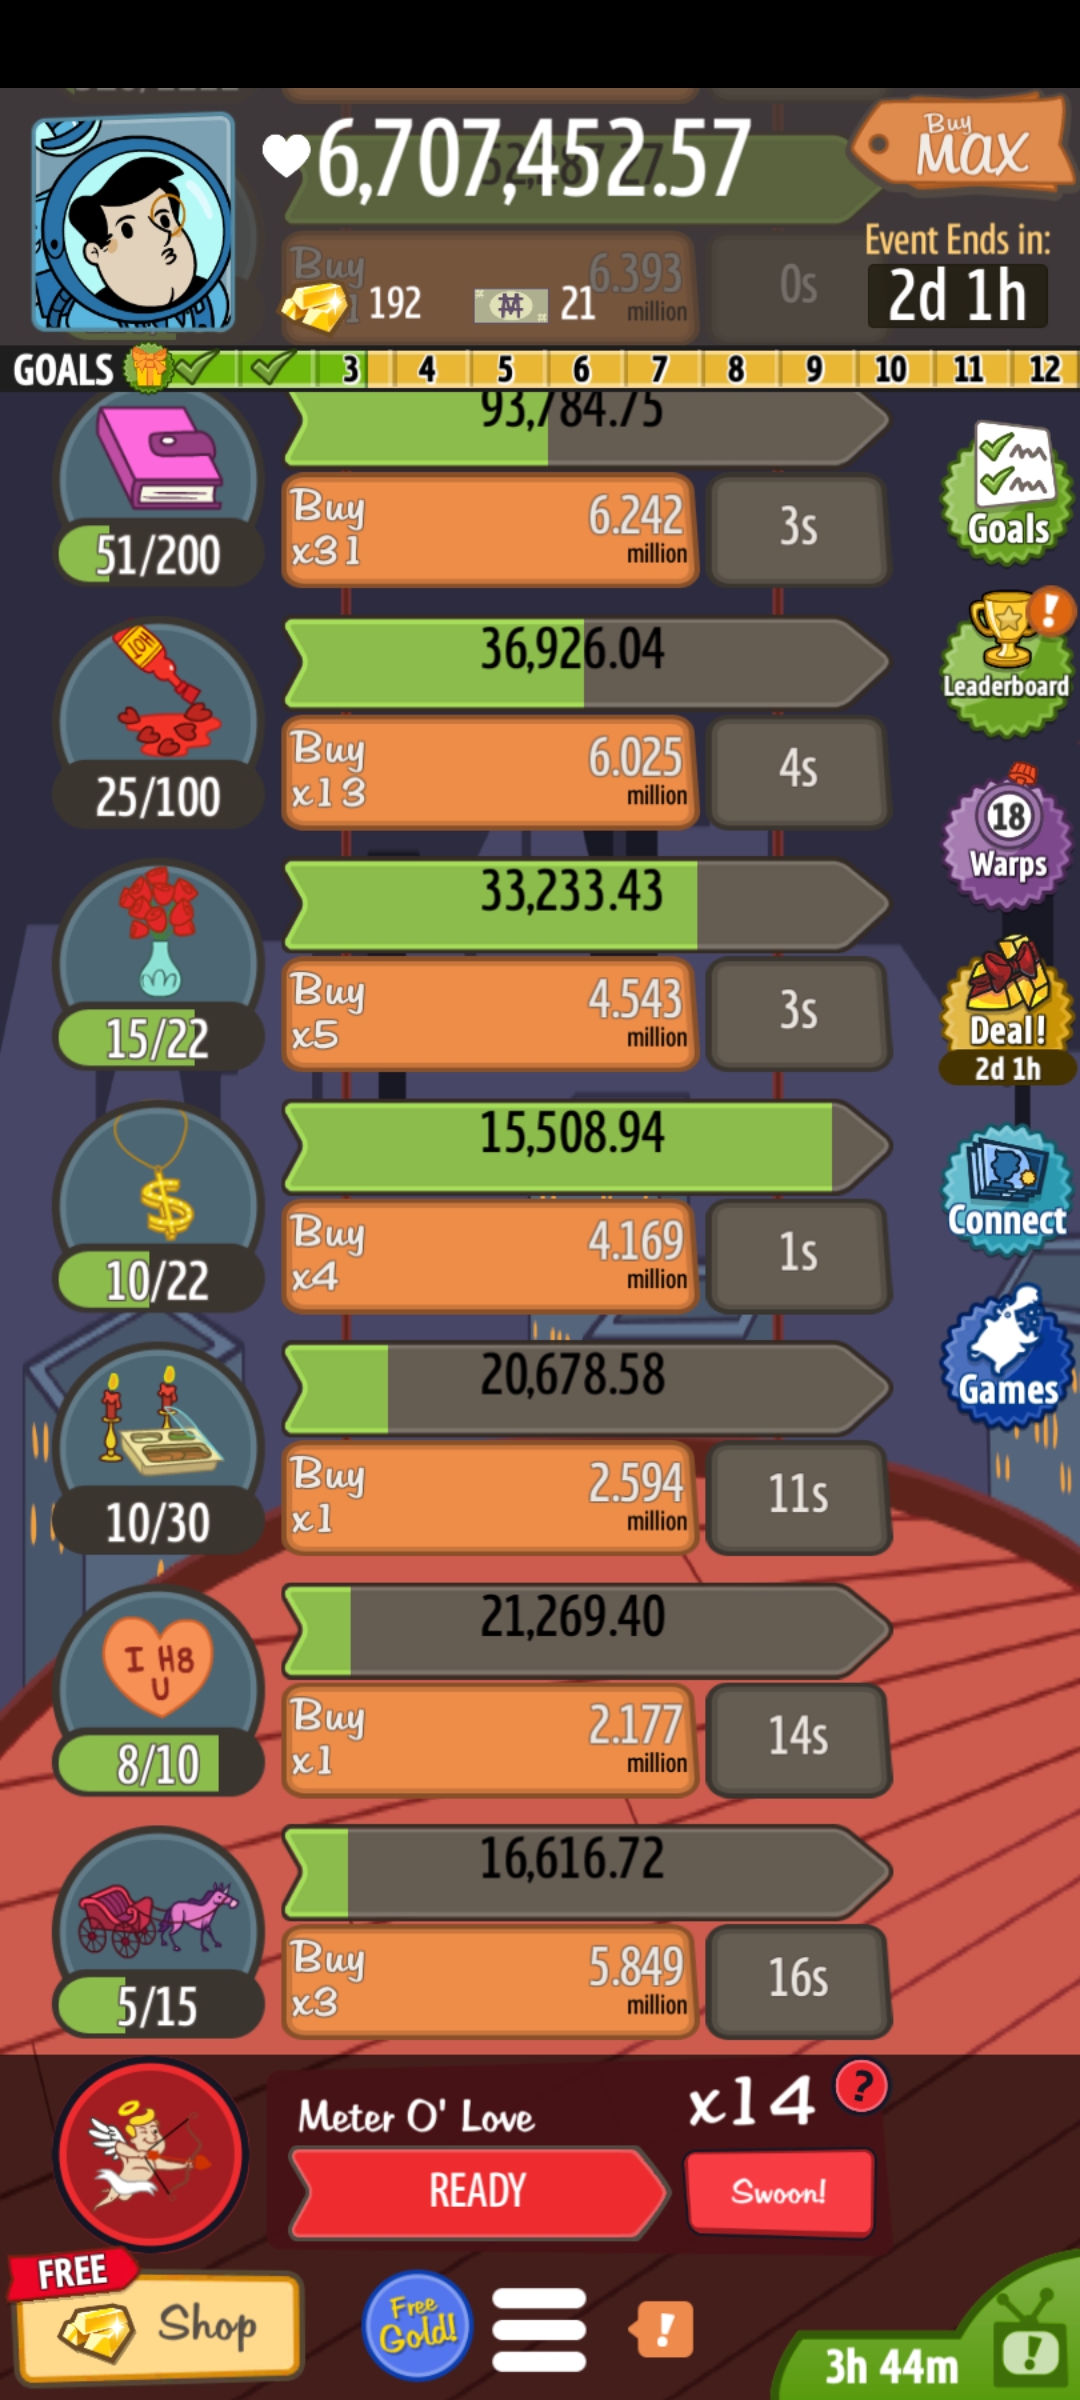 6,707,452.57
Buy
MAX
Event Ends in:
2d 1h
Buy
6.393
million
0s
192
21
GOALS 3 4 5 6 7 8 9 10 11 12
93,784.75
Buy
x31
6.242
million
3s
51/200
Goals
HOT
36,926.04
Buy
x13
6.025
million
4s
25/100
Leaderboard
!
33,233.43
Buy
x5
4.543
million
3s
15/22
18
Warps
15,508.94
Buy
x4
4.169
million
1s
10/22
Deal!
2d 1h
20,678.58
Buy
x1
2.594
million
11s
10/30
Connect
Games
I H8
U
21,269.40
Buy
x1
2.177
million
14s
8/10
16,616.72
Buy
x3
5.849
million
16s
5/15
Meter O' Love
x14
?
READY
Swoon!
FREE
Shop
Free
Gold!
!
3h 44m
!